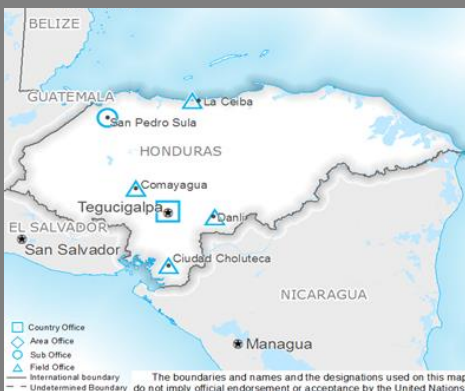 BELIZE
GUATEMALA
La Ceiba
San Pedro Sula
HONDURAS
Comayagua
Tegucigalpa
Danli
EL SALVADOR
San Salvador
Ciudad Choluteca
NICARAGUA
Managua
Country Office
Area Office
Sub Office
Field Office
International boundary
Undetermined Boundary
The boundaries and names and the designations used on this map
do not imply official endorsement or acceptance by the United Nations